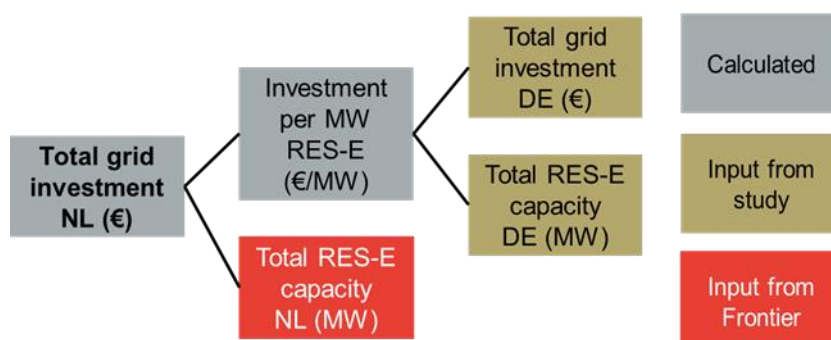 Total grid
investment
NL (€)
Investment
per MW
RES-E
(€/MW)
Total RES-E
capacity
NL (MW)
Total grid
investment
DE (€)
Total RES-E
capacity
DE (MW)
Calculated
Input from
study
Input from
Frontier